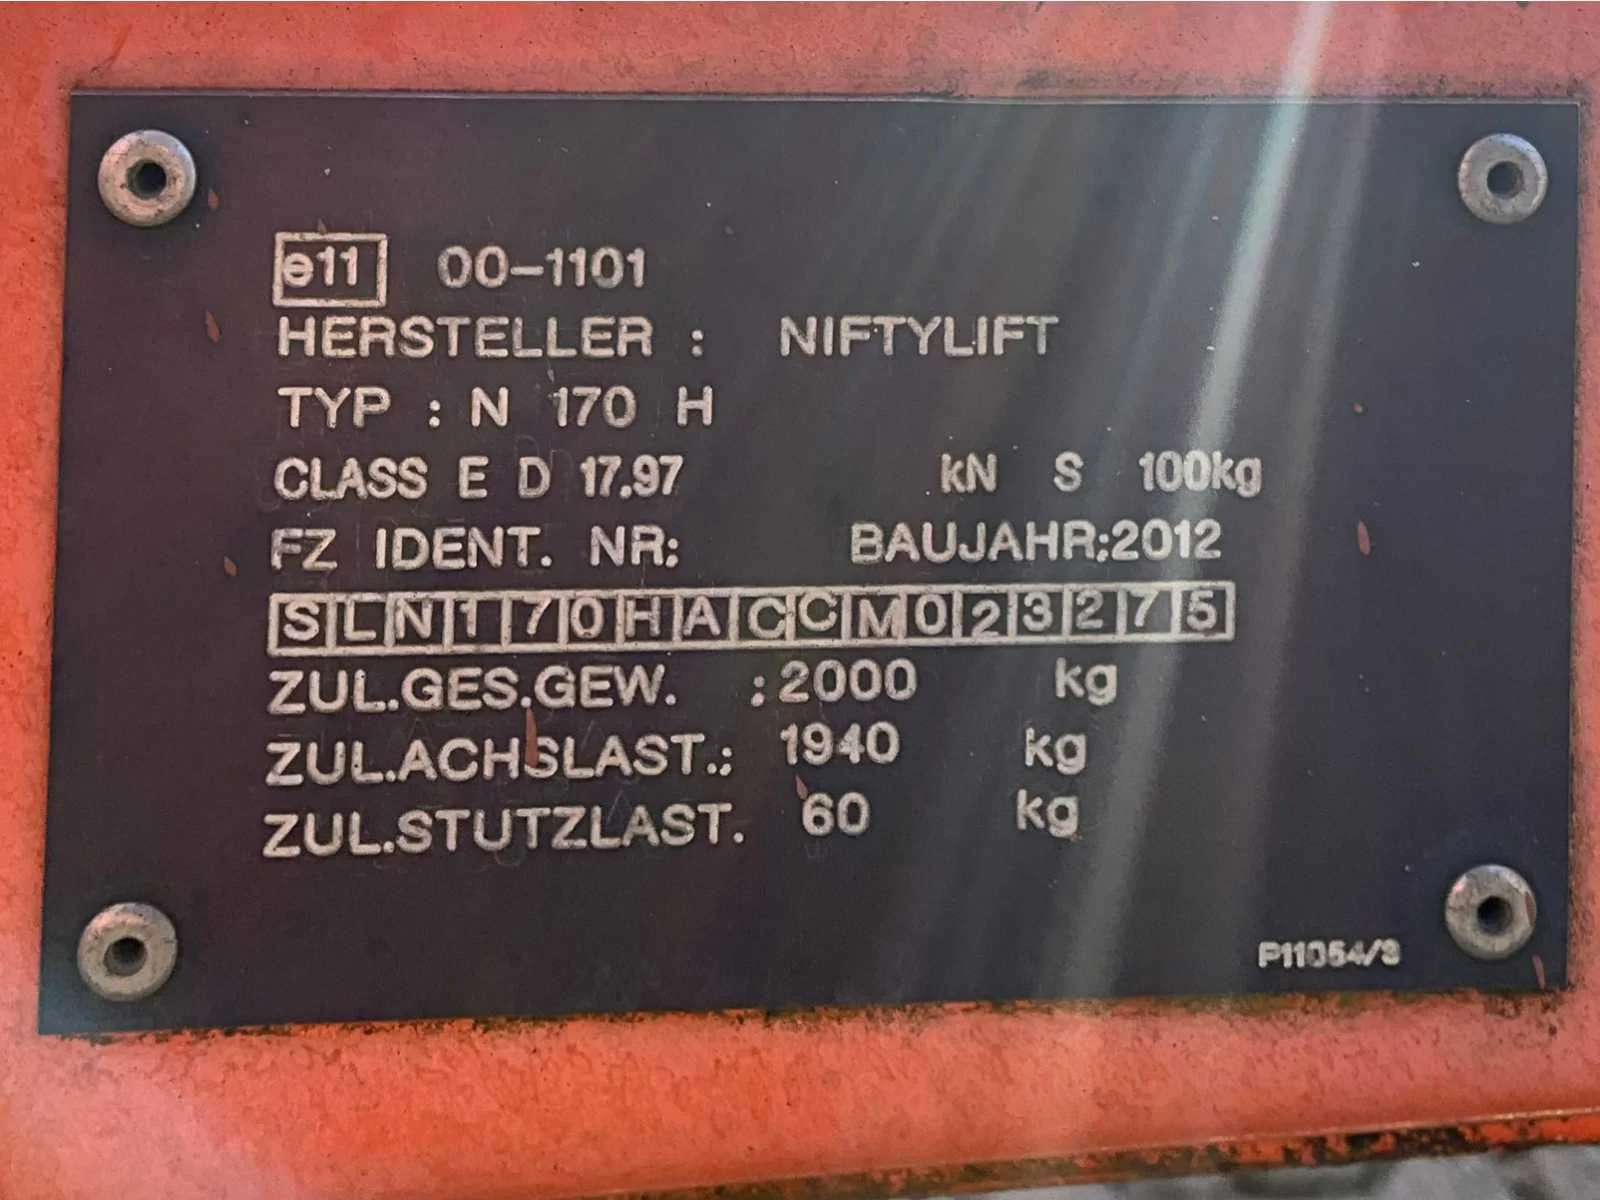 e11 00-1101
HERSTELLER : NIFTYLIFT
TYP : N 170 H
CLASS E D 17.97 kN S 100kg
FZ IDENT. NR: BAUJAHR:2012
SLN170HACCM023275
ZUL.GES.GEW. :2000 kg
ZUL.ACHSLAST.: 1940 kg
ZUL.STUTZLAST. 60 kg
P11054/3